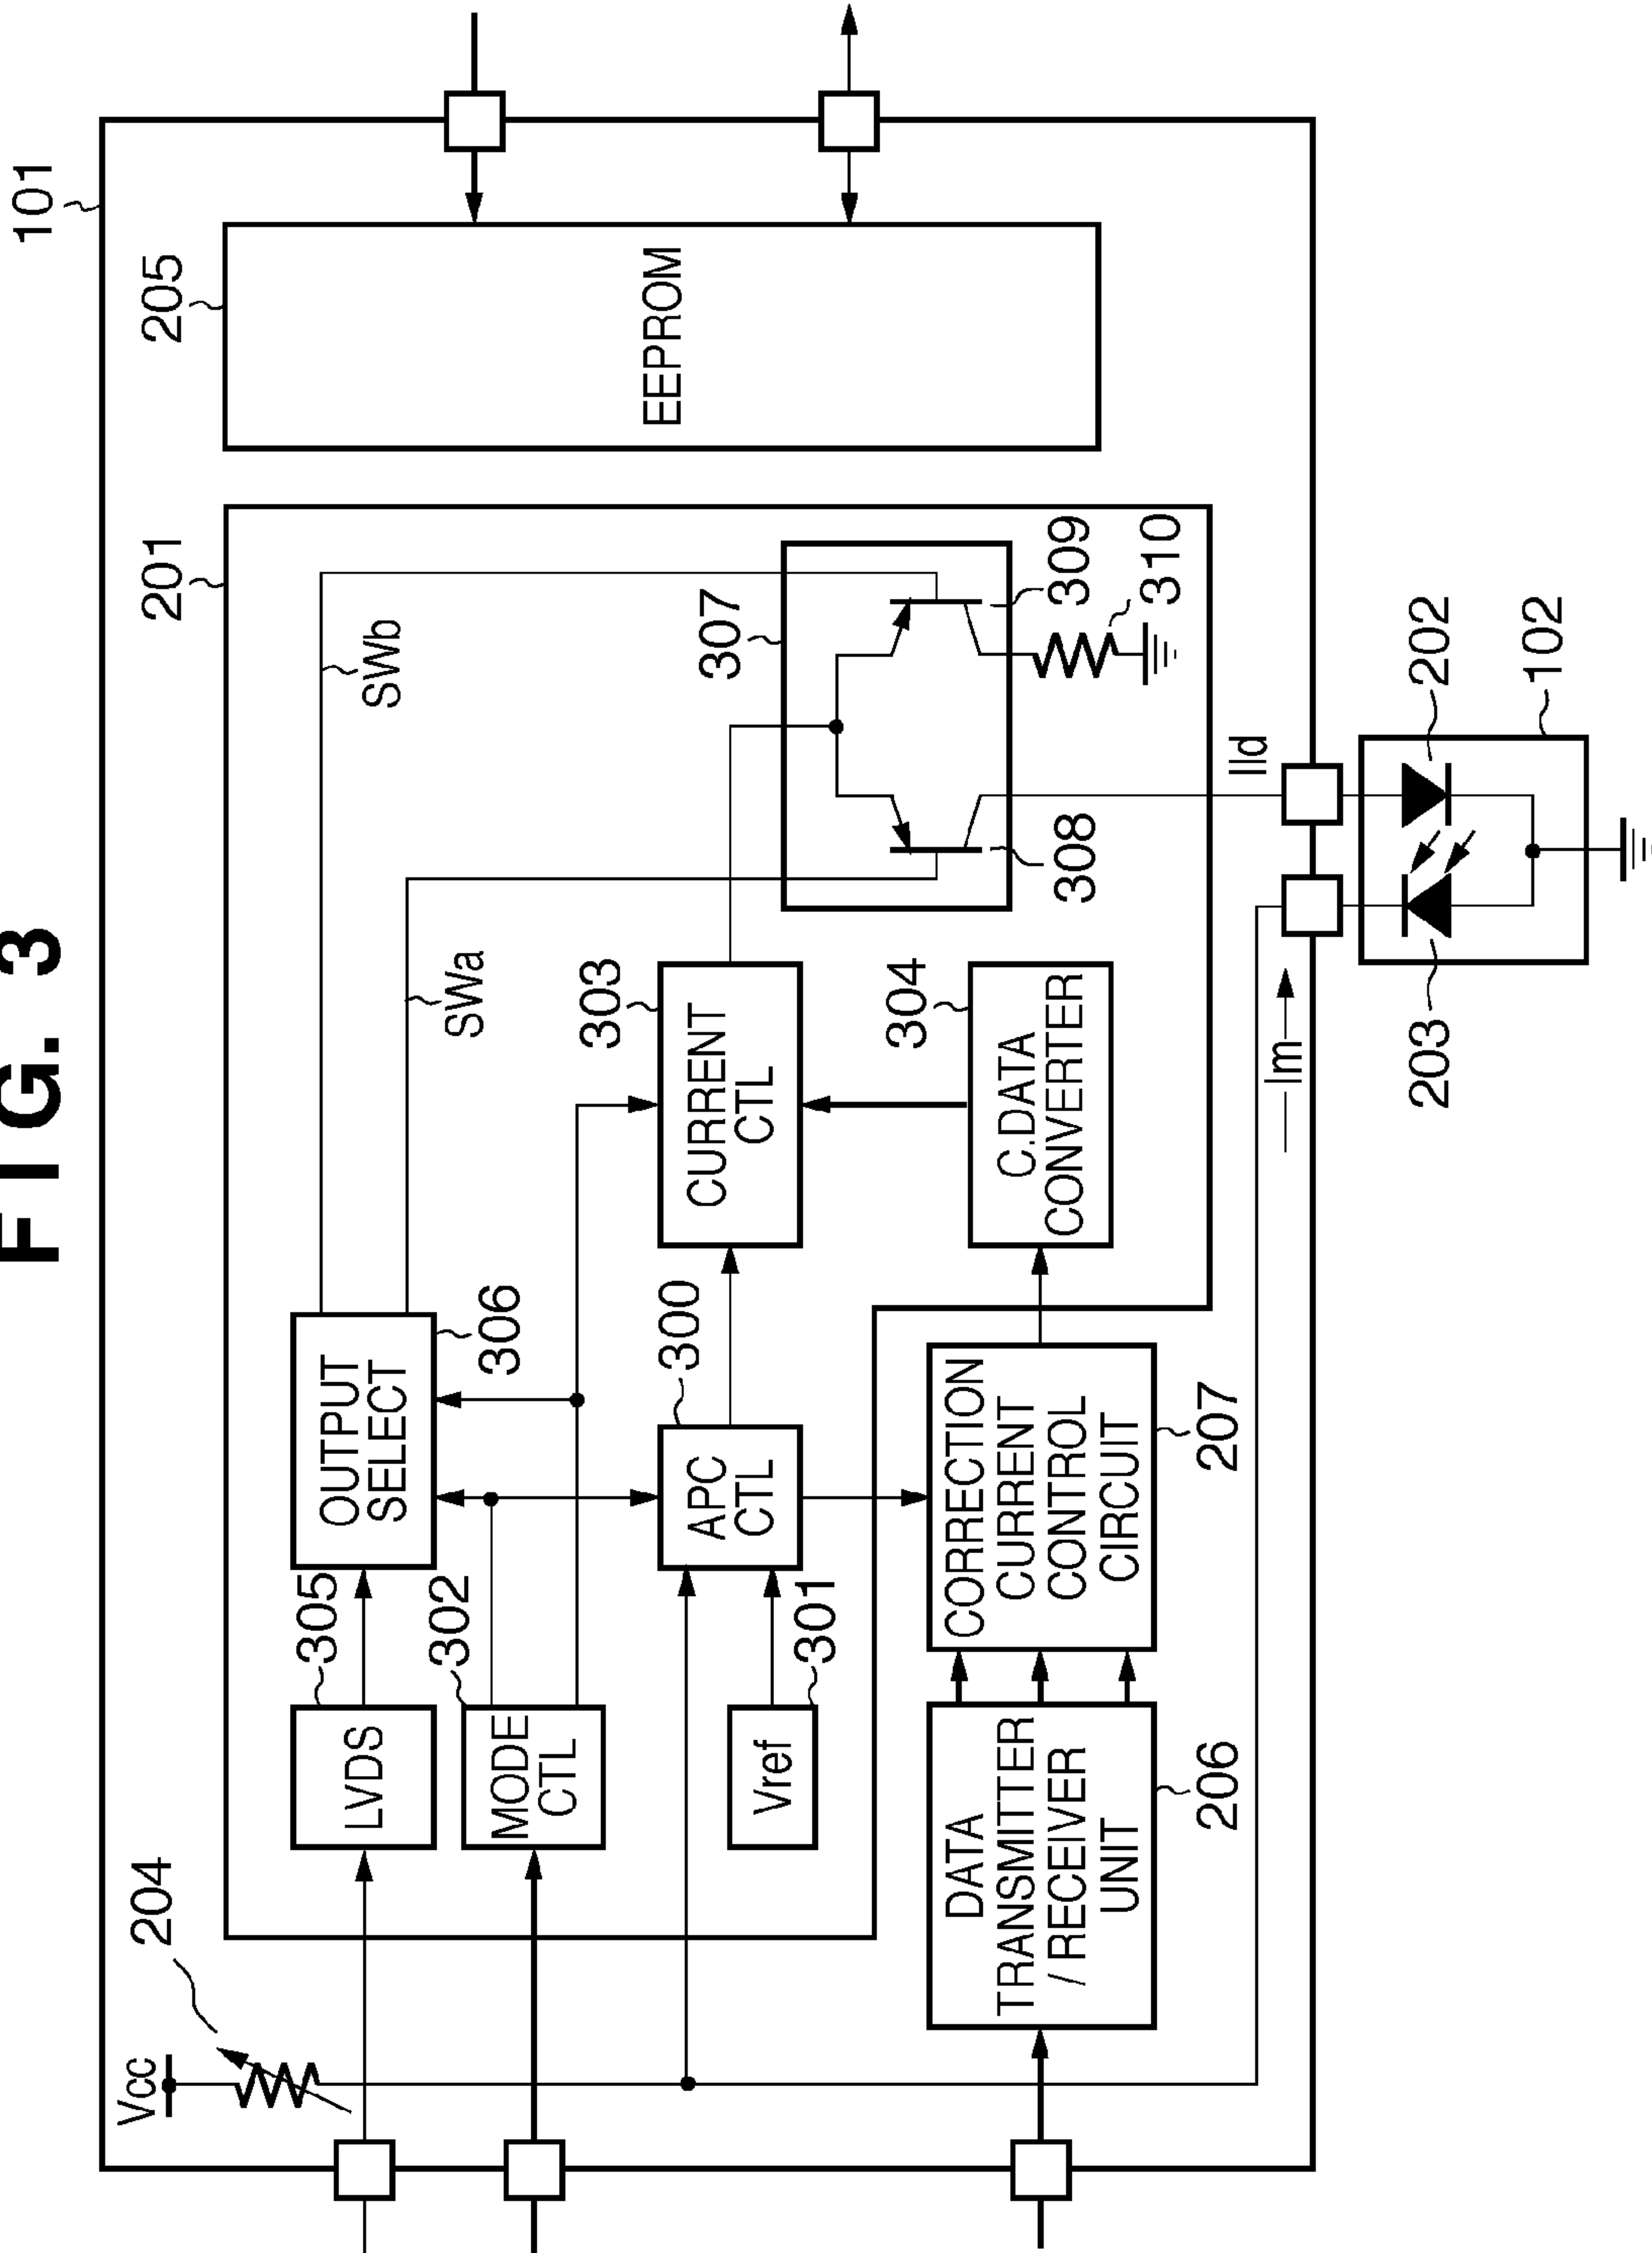 FIG. 3
101
Vcc
204
201
205
305
LVDS
302
MODE
CTL
OUTPUT
SELECT
306
SWb
SWa
EEPROM
Vref
301
APC
CTL
300
CURRENT
CTL
303
307
308
309
310
DATA
TRANSMITTER
/RECEIVER
UNIT
206
CORRECTION
CURRENT
CONTROL
CIRCUIT
207
C.DATA
CONVERTER
304
Im
Ild
203
202
102